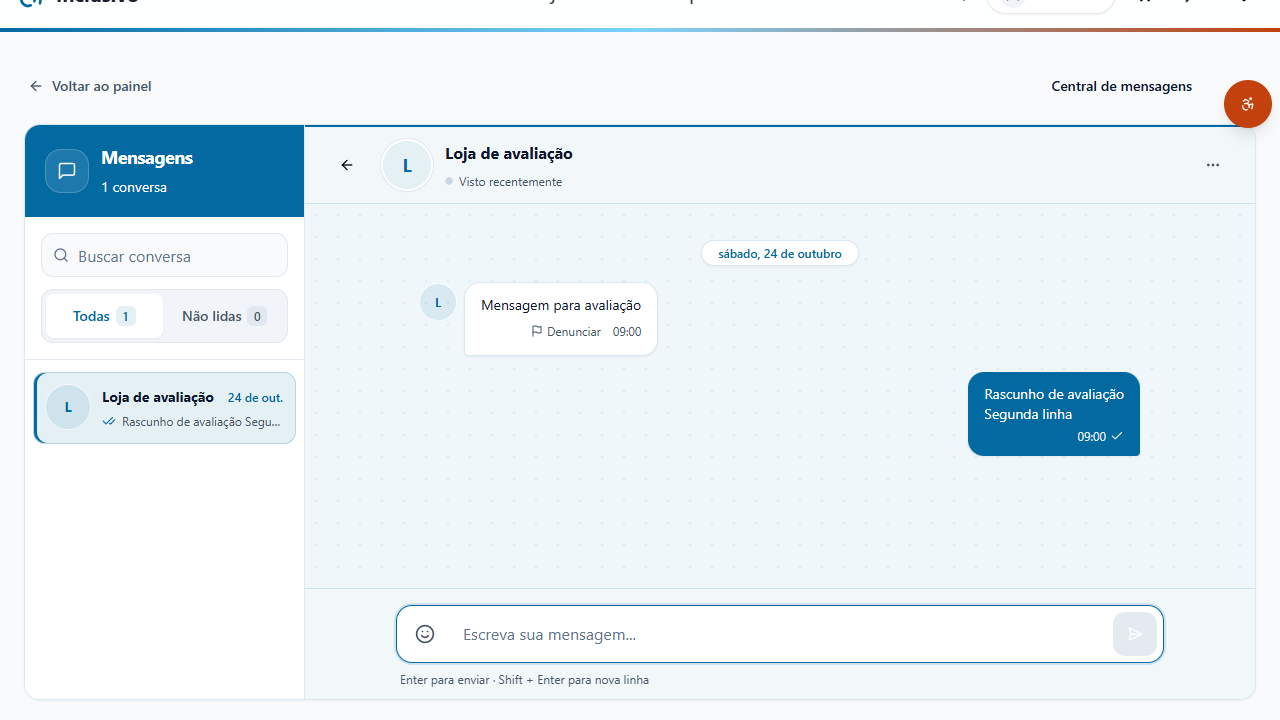 Voltar ao painel
Central de mensagens
Mensagens
1 conversa
Buscar conversa
Todas 1
Não lidas 0
L
Loja de avaliação 24 de out.
Rascunho de avaliação Segu...
L
Loja de avaliação
Visto recentemente
sábado, 24 de outubro
L
Mensagem para avaliação
Denunciar 09:00
Rascunho de avaliação
Segunda linha
09:00
Escreva sua mensagem...
Enter para enviar · Shift + Enter para nova linha